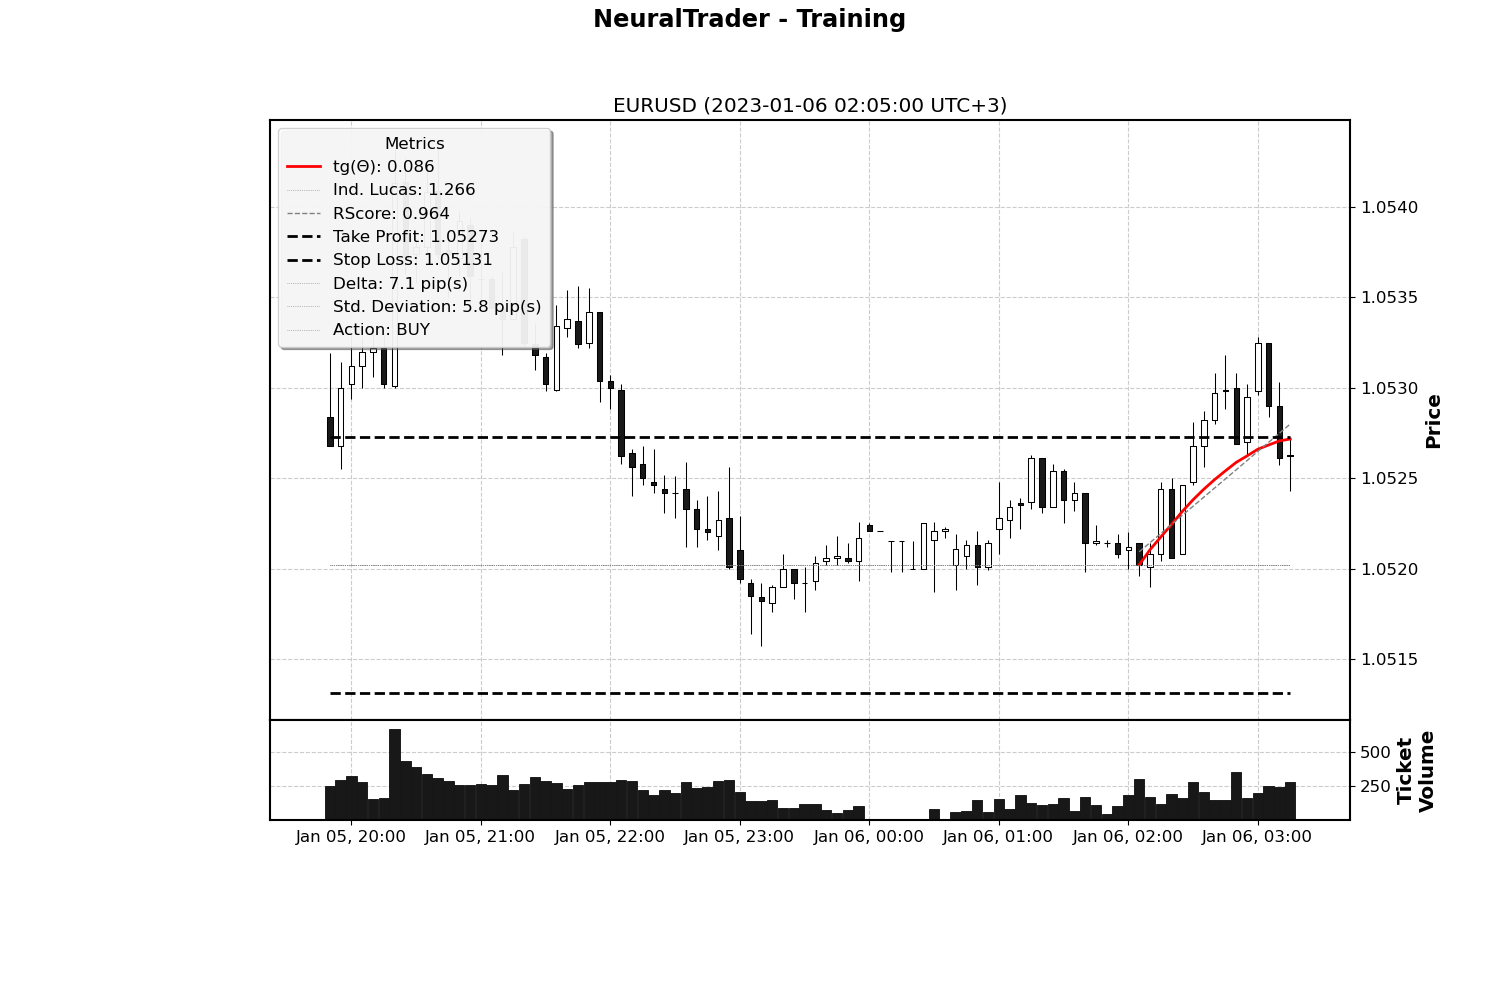 NeuralTrader - Training
EURUSD (2023-01-06 02:05:00 UTC+3)
Metrics
tg(Θ): 0.086
Ind. Lucas: 1.266
RScore: 0.964
Take Profit: 1.05273
Stop Loss: 1.05131
Delta: 7.1 pip(s)
Std. Deviation: 5.8 pip(s)
Action: BUY
1.0540
1.0535
1.0530
1.0525
1.0520
1.0515
Price
500
250
Ticket
Volume
Jan 05, 20:00
Jan 05, 21:00
Jan 05, 22:00
Jan 05, 23:00
Jan 06, 00:00
Jan 06, 01:00
Jan 06, 02:00
Jan 06, 03:00